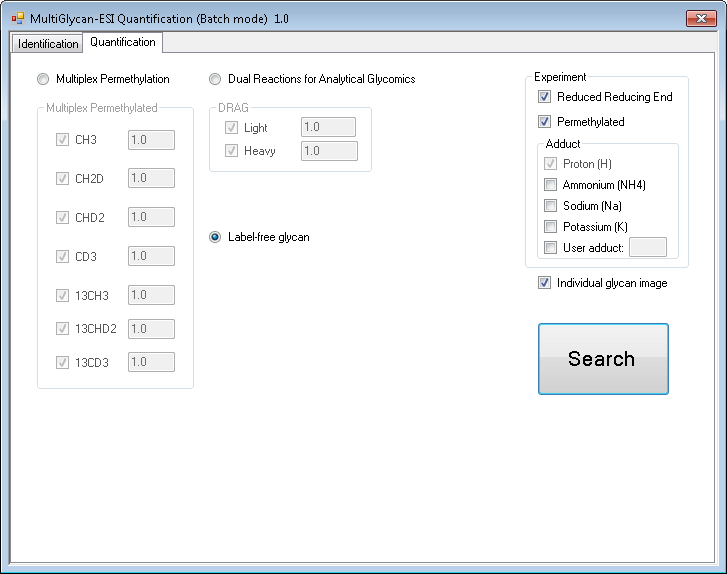 MultiGlycan-ESI Quantification (Batch mode)  1.0
Identification Quantification
Multiplex Permethylation
Multiplex Permethylated
CH3 1.0
CH2D 1.0
CHD2 1.0
CD3 1.0
13CH3 1.0
13CHD2 1.0
13CD3 1.0
Dual Reactions for Analytical Glycomics
DRAG
Light 1.0
Heavy 1.0
Label-free glycan
Experiment
Reduced Reducing End
Permethylated
Adduct
Proton (H)
Ammonium (NH4)
Sodium (Na)
Potassium (K)
User adduct:
Individual glycan image
Search